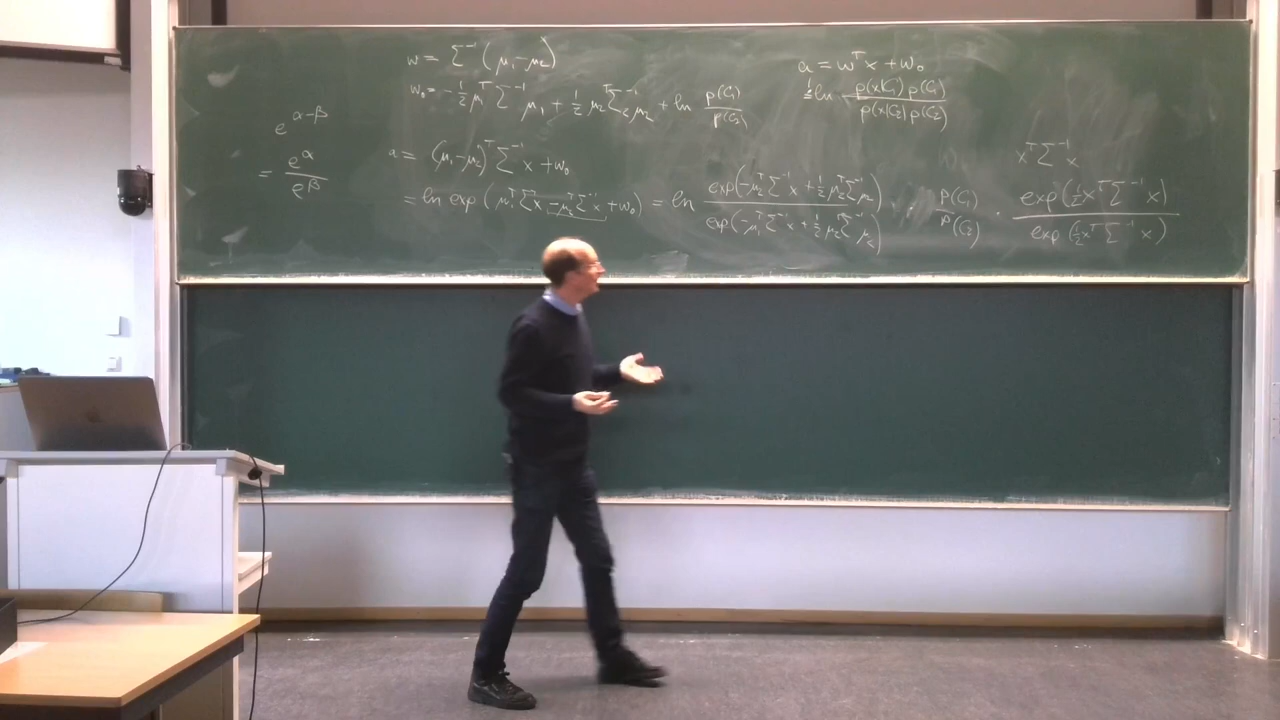 w = Σ⁻¹ (μ₁-μ₂)
a = wᵀx + w₀
w₀ = -½ μ₁ᵀ Σ⁻¹ μ₁ + ½ μ₂ᵀ Σ⁻¹ μ₂ + ln p(C₁) / p(C₂)
= ln p(x|C₁) p(C₁) / p(x|C₂) p(C₂)
e^(α-β)
= e^α / e^β
a = (μ₁-μ₂)ᵀ Σ⁻¹ x + w₀
xᵀ Σ⁻¹ x
= ln exp (μ₁ᵀ Σ⁻¹ x - μ₂ᵀ Σ⁻¹ x + w₀) = ln exp(-μ₂ᵀ Σ⁻¹ x + ½ μ₂ᵀ Σ⁻¹ μ₂) / exp(-μ₁ᵀ Σ⁻¹ x + ½ μ₂ᵀ Σ⁻¹ μ₂) · p(C₁) / p(C₂) · exp(½ xᵀ Σ⁻¹ x) / exp(½ xᵀ Σ⁻¹ x)